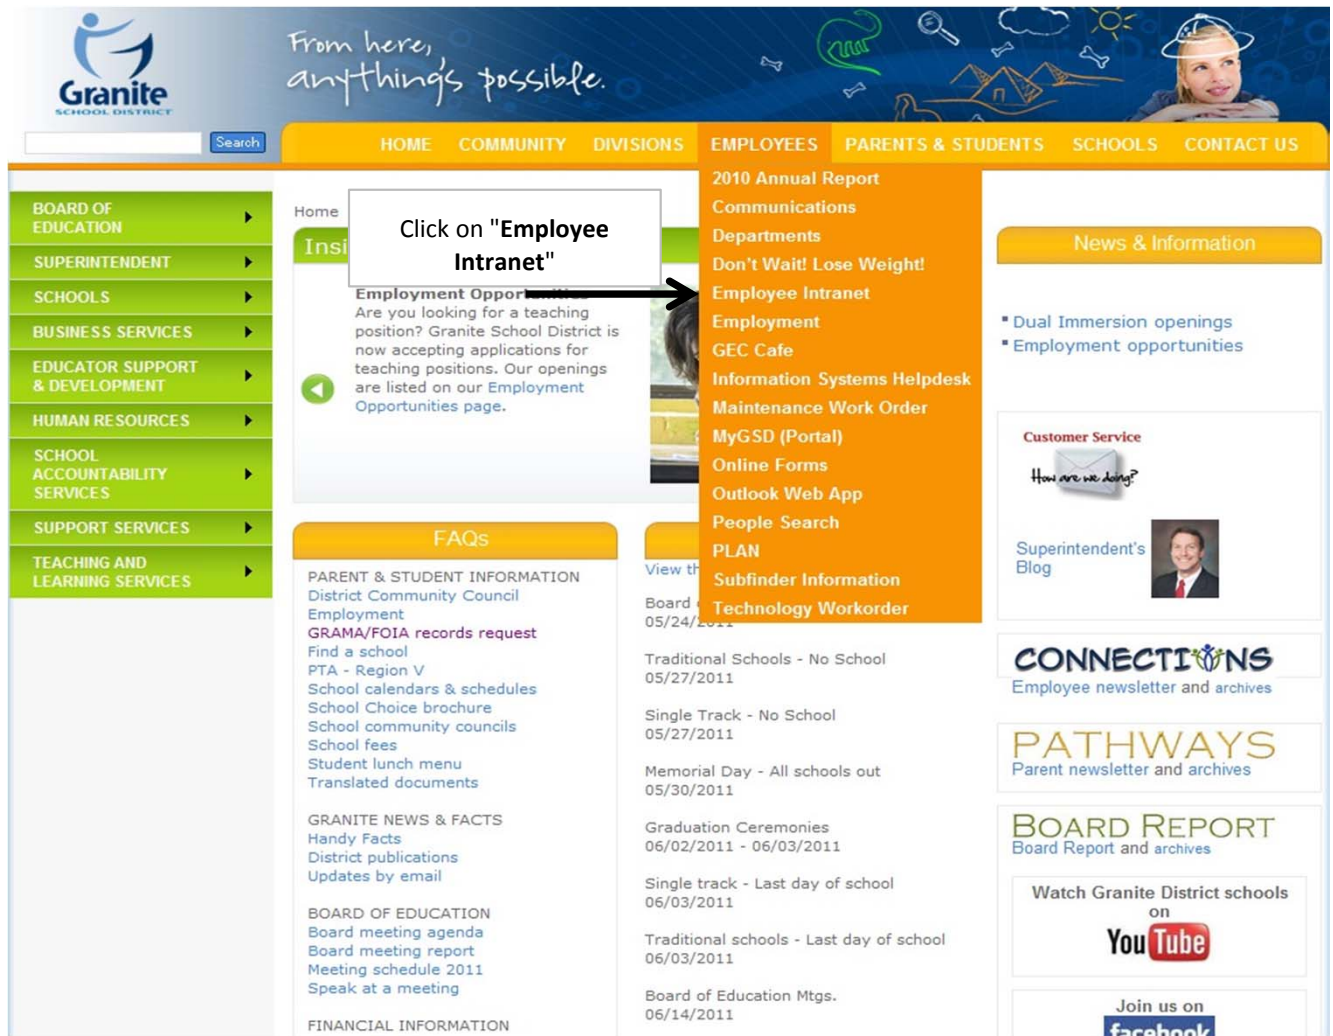 Granite
SCHOOL DISTRICT
From here,
anything's possible.
Search
HOME COMMUNITY DIVISIONS EMPLOYEES PARENTS & STUDENTS SCHOOLS CONTACT US
BOARD OF
EDUCATION
SUPERINTENDENT
SCHOOLS
BUSINESS SERVICES
EDUCATOR SUPPORT
& DEVELOPMENT
HUMAN RESOURCES
SCHOOL
ACCOUNTABILITY
SERVICES
SUPPORT SERVICES
TEACHING AND
LEARNING SERVICES
Home
Click on "Employee
Intranet"
Employment
Are you looking for a teaching
position? Granite School District is
now accepting applications for
teaching positions. Our openings
are listed on our Employment
Opportunities page.
2010 Annual Report
Communications
Departments
Don't Wait! Lose Weight!
Employee Intranet
Employment
GEC Cafe
Information Systems Helpdesk
Maintenance Work Order
MyGSD (Portal)
Online Forms
Outlook Web App
People Search
PLAN
Subfinder Information
Technology Workorder
FAQs
PARENT & STUDENT INFORMATION
District Community Council
Employment
GRAMA/FOIA records request
Find a school
PTA - Region V
School calendars & schedules
School Choice brochure
School community councils
School fees
Student lunch menu
Translated documents
GRANITE NEWS & FACTS
Handy Facts
District publications
Updates by email
BOARD OF EDUCATION
Board meeting agenda
Board meeting report
Meeting schedule 2011
Speak at a meeting
FINANCIAL INFORMATION
View
Board
05/24/2011
Traditional Schools - No School
05/27/2011
Single Track - No School
05/27/2011
Memorial Day - All schools out
05/30/2011
Graduation Ceremonies
06/02/2011 - 06/03/2011
Single track - Last day of school
06/03/2011
Traditional schools - Last day of school
06/03/2011
Board of Education Mtgs.
06/14/2011
News & Information
Dual Immersion openings
Employment opportunities
Customer Service
How are we doing?
Superintendent's
Blog
CONNECTIONS
Employee newsletter and archives
PATHWAYS
Parent newsletter and archives
BOARD REPORT
Board Report and archives
Watch Granite District schools
on
YouTube
Join us on
facebook